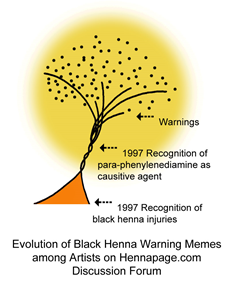 Warnings
1997 Recognition of
para-phenylenediamine as
causitive agent
1997 Recognition of
black henna injuries
Evolution of Black Henna Warning Memes
among Artists on Hennapage.com
Discussion Forum